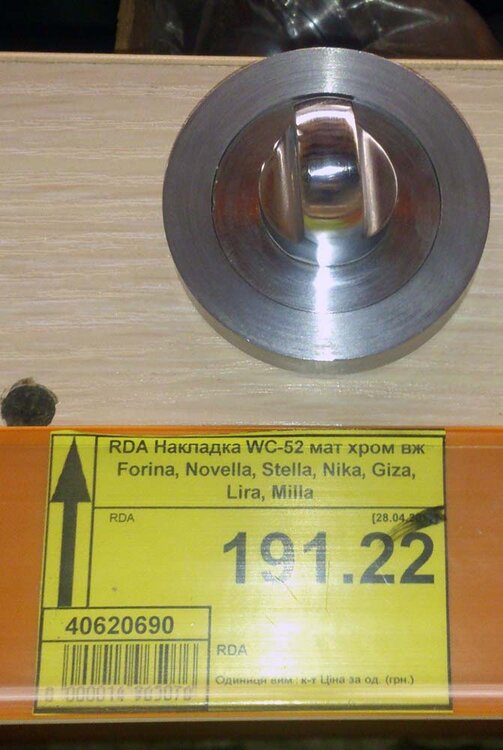 RDA Накладка WC-52 мат хром вж
Forina, Novella, Stella, Nika, Giza,
Lira, Milla
RDA
191.22
40620690
RDA
Одиниця вим : к-т Ціна за од. (грн.)